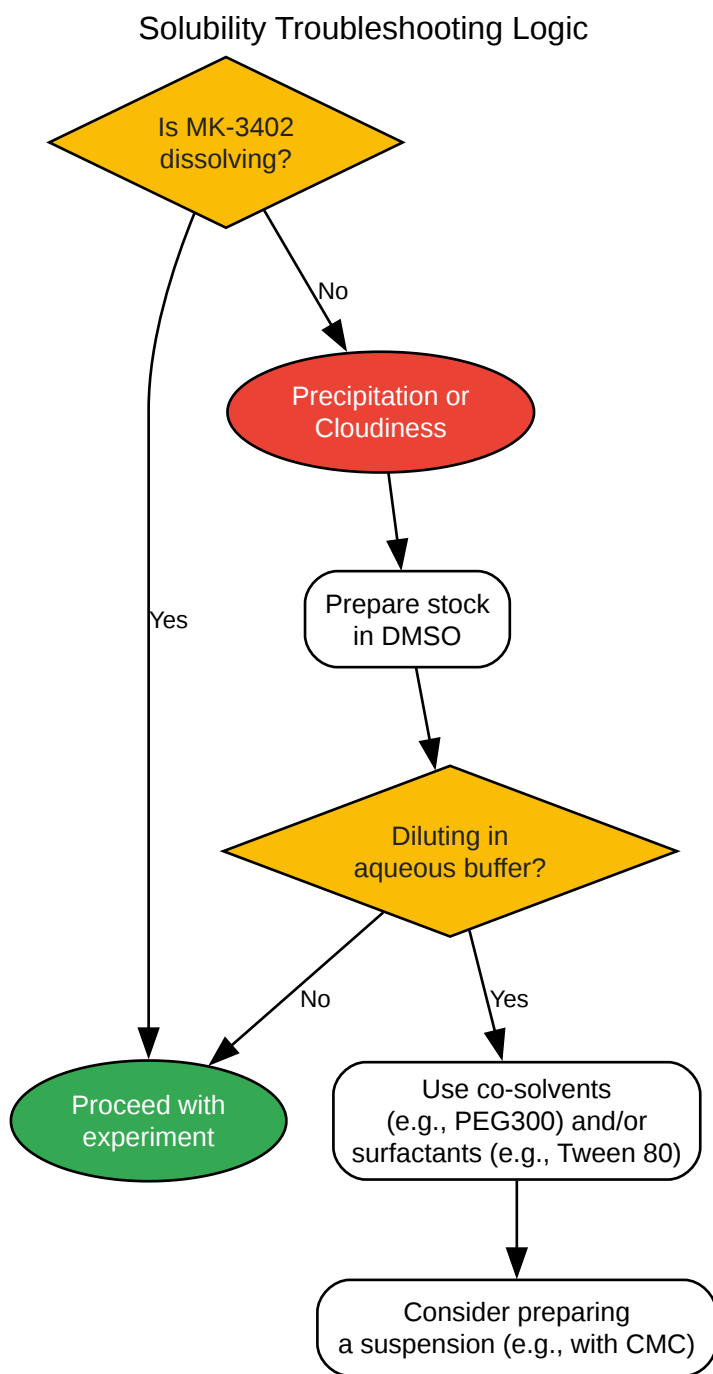 Solubility Troubleshooting Logic
Is MK-3402
dissolving?
No
Precipitation or
Cloudiness
Prepare stock
in DMSO
Yes
Diluting in
aqueous buffer?
No
Yes
Proceed with
experiment
Use co-solvents
(e.g., PEG300) and/or
surfactants (e.g., Tween 80)
Consider preparing
a suspension (e.g., with CMC)